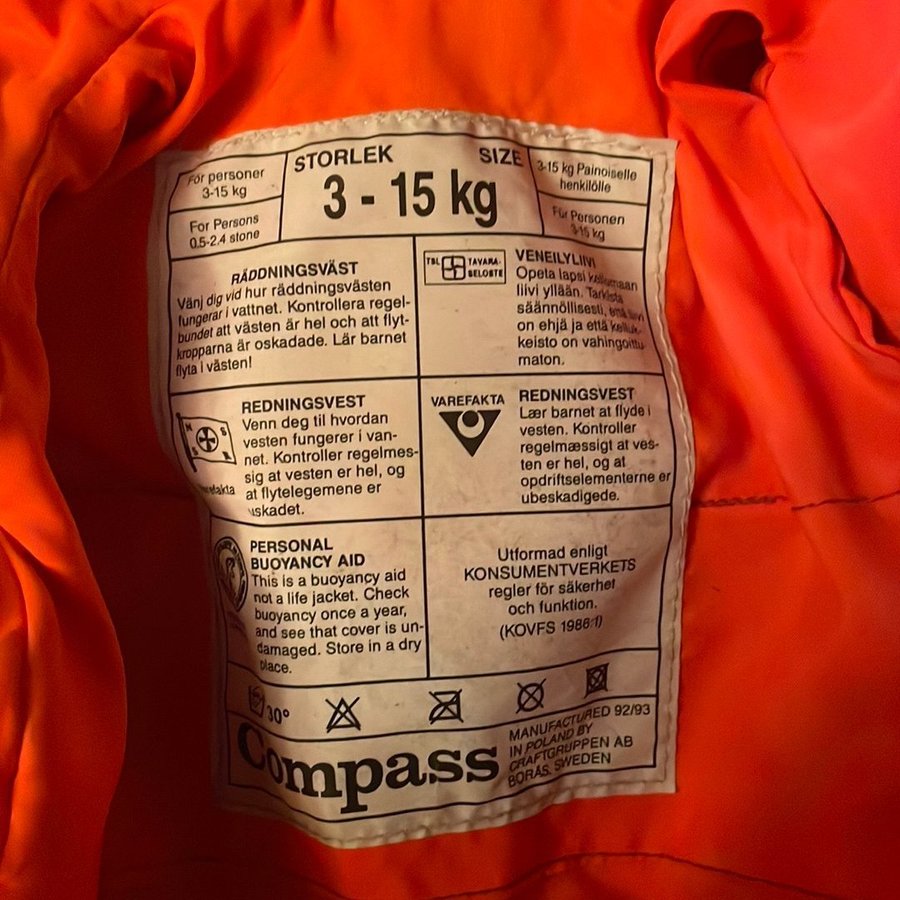 För personer
3-15 kg
For Persons
0.5-2.4 stone
STORLEK SIZE
3 - 15 kg
3-15 kg Painoiselle
henkilölle
Für Personen
3-15 kg
RÄDDNINGSVÄST
Vänj dig vid hur räddningsvästen
fungerar i vattnet. Kontrollera regel-
bundet att västen är hel och att flyt-
kropparna är oskadade. Lär barnet
flyta i västen!
TSL TAVARA-
SELOSTE
VENEILYLIIVI
Opeta lapsi kellumaan
liivi yllään. Tarkista
säännöllisesti, että liivi
on ehjä ja että kelluk-
keisto on vahingoittu
maton.
REDNINGSVEST
Venn deg til hvordan
vesten fungerer i van-
net. Kontroller regelmes-
sig at vesten er hel, og
at flytelegemene er
uskadet.
VAREFAKTA
REDNINGSVEST
Lær barnet at flyde i
vesten. Kontroller
regelmæssigt at ves-
ten er hel, og at
opdriftselementerne er
ubeskadigede.
PERSONAL
BUOYANCY AID
This is a buoyancy aid
not a life jacket. Check
buoyancy once a year,
and see that cover is un-
damaged. Store in a dry
place.
Utformad enligt
KONSUMENTVERKETS
regler för säkerhet
och funktion.
(KOVFS 1986:1)
30°
Compass
MANUFACTURED 92/93
IN POLAND BY
CRAFTGRUPPEN AB
BORÅS. SWEDEN